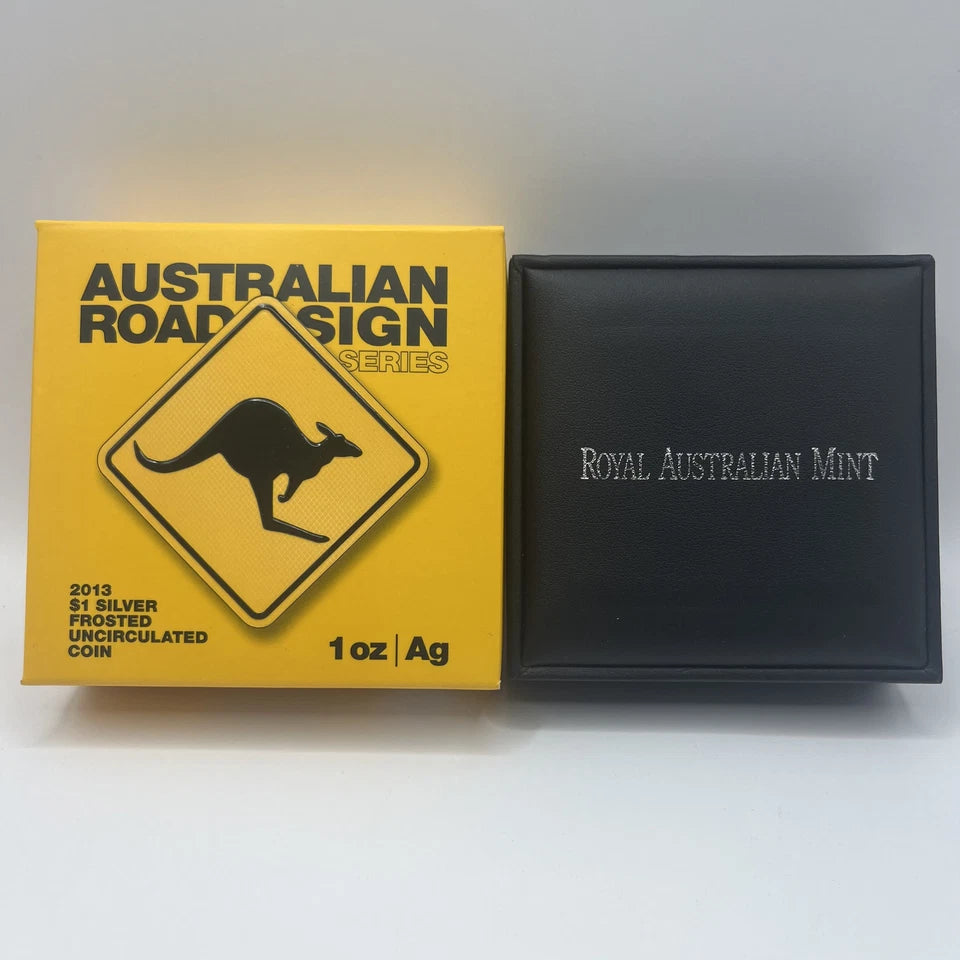 AUSTRALIAN
ROAD SIGN
SERIES
2013
$1 SILVER
FROSTED
UNCIRCULATED
COIN
1 oz | Ag
ROYAL AUSTRALIAN MINT